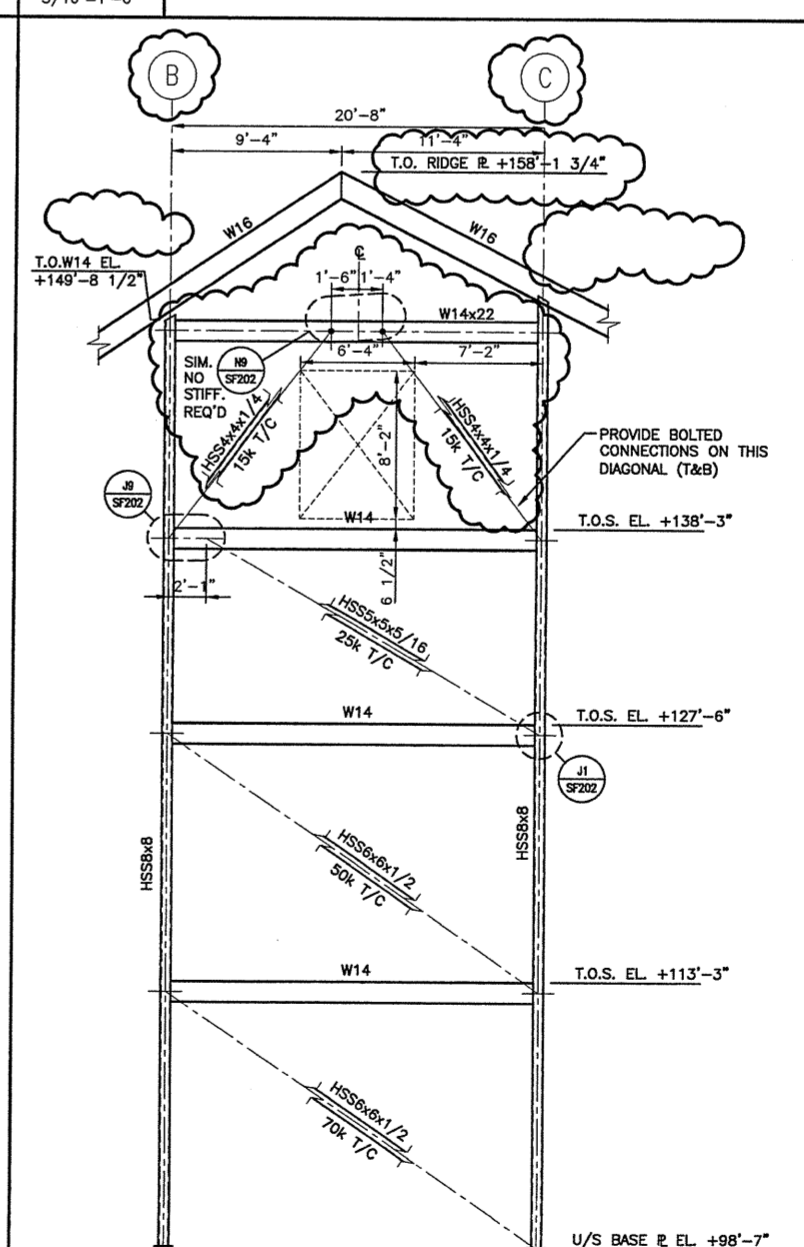 B
C
20'-8"
9'-4"
11'-4"
T.O. RIDGE PL +158'-1 3/4"
W16
W16
T.O.W14 EL.
+149'-8 1/2"
CL
1'-6"
1'-4"
W14x22
6'-4"
7'-2"
SIM.
NO
STIFF.
REQ'D
N9
SF202
HSS4x4x1/4
15k T/C
HSS4x4x1/4
15k T/C
8'-2"
PROVIDE BOLTED
CONNECTIONS ON THIS
DIAGONAL (T&B)
J9
SF202
W14
T.O.S. EL. +138'-3"
2'-1"
6 1/2"
HSS5x5x5/16
25k T/C
W14
T.O.S. EL. +127'-6"
J1
SF202
HSS8x8
HSS8x8
HSS6x6x1/2
50k T/C
W14
T.O.S. EL. +113'-3"
HSS6x6x1/2
70k T/C
U/S BASE PL EL. +98'-7"